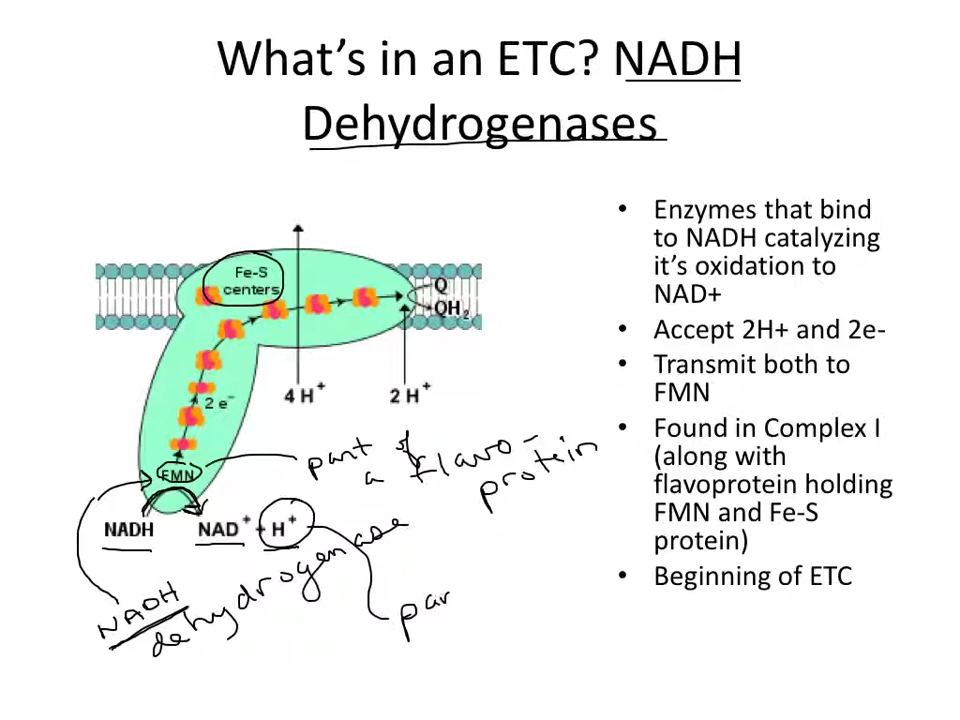 What's in an ETC? NADH
Dehydrogenases
Fe-S
centers
Q
QH2
2 e-
4 H+
2 H+
FMN
NADH
NAD+ + H+
part of
a flavo-
protein
NADH
dehydrogenase
par
• Enzymes that bind
to NADH catalyzing
it's oxidation to
NAD+
• Accept 2H+ and 2e-
• Transmit both to
FMN
• Found in Complex I
(along with
flavoprotein holding
FMN and Fe-S
protein)
• Beginning of ETC